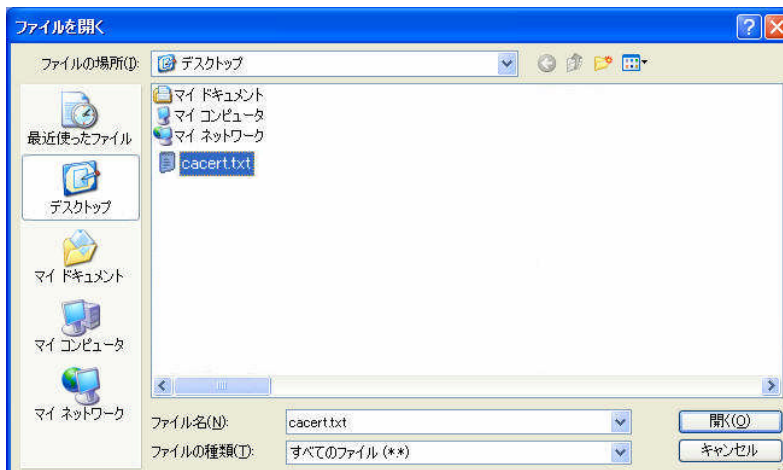 ファイルを開く
ファイルの場所(I):
デスクトップ
最近使ったファイル
デスクトップ
マイ ドキュメント
マイ コンピュータ
マイ ネットワーク
マイ ドキュメント
マイ コンピュータ
マイ ネットワーク
cacert.txt
ファイル名(N):
cacert.txt
開く(O)
ファイルの種類(T):
すべてのファイル (*.*)
キャンセル